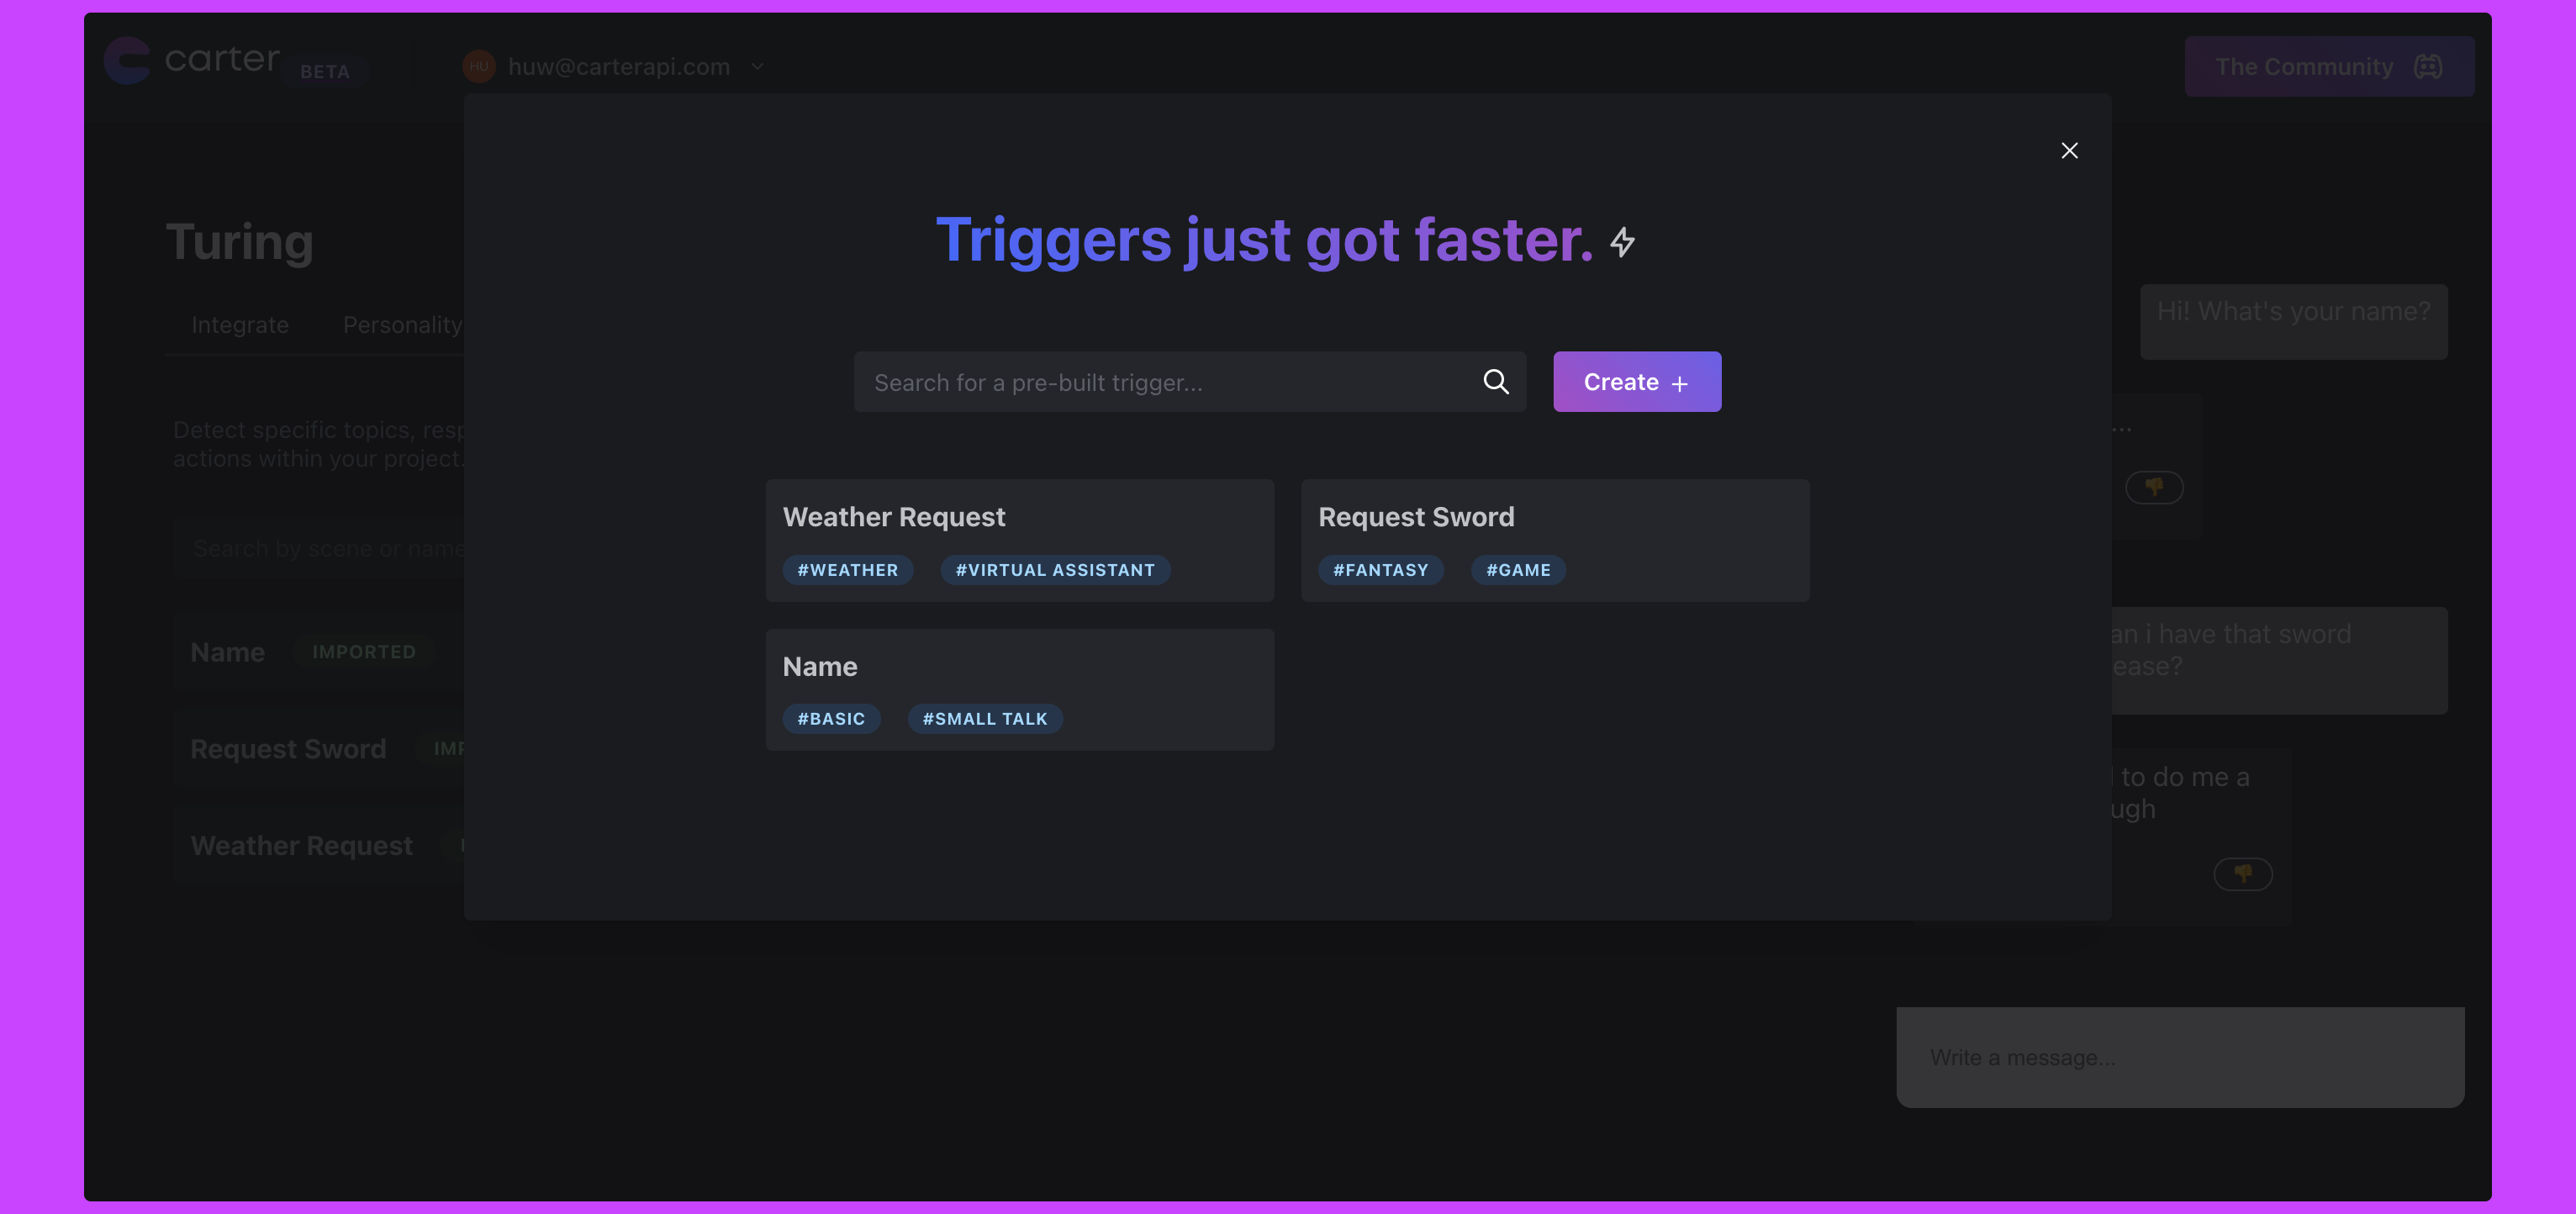 carter
BETA
HU
huw@carterapi.com
The Community
Turing
Integrate
Personality
Detect specific topics, resp
actions within your project.
Search by scene or name
Name
IMPORTED
Request Sword
IMP
Weather Request
Triggers just got faster.
Search for a pre-built trigger...
Create +
Weather Request
#WEATHER
#VIRTUAL ASSISTANT
Request Sword
#FANTASY
#GAME
Name
#BASIC
#SMALL TALK
Hi! What's your name?
...
an i have that sword
ease?
to do me a
ugh
Write a message...